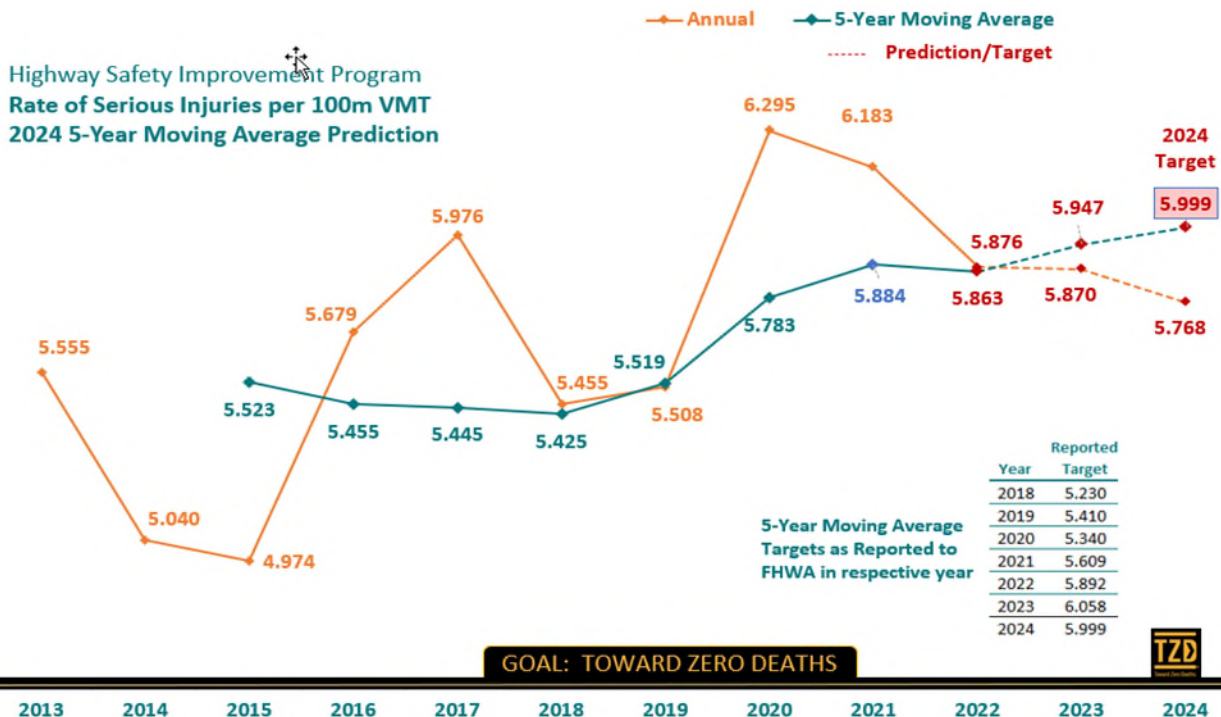 Annual
5-Year Moving Average
Prediction/Target
Highway Safety Improvement Program
Rate of Serious Injuries per 100m VMT
2024 5-Year Moving Average Prediction
6.295
6.183
2024
Target
5.999
5.976
5.947
5.876
5.679
5.884
5.863
5.870
5.783
5.768
5.555
5.519
5.455
5.508
5.523
5.455
5.445
5.425
5.040
4.974
5-Year Moving Average
Targets as Reported to
FHWA in respective year
Reported
Year Target
2018 5.230
2019 5.410
2020 5.340
2021 5.609
2022 5.892
2023 6.058
2024 5.999
GOAL: TOWARD ZERO DEATHS
TZD
Toward Zero Deaths
2013 2014 2015 2016 2017 2018 2019 2020 2021 2022 2023 2024